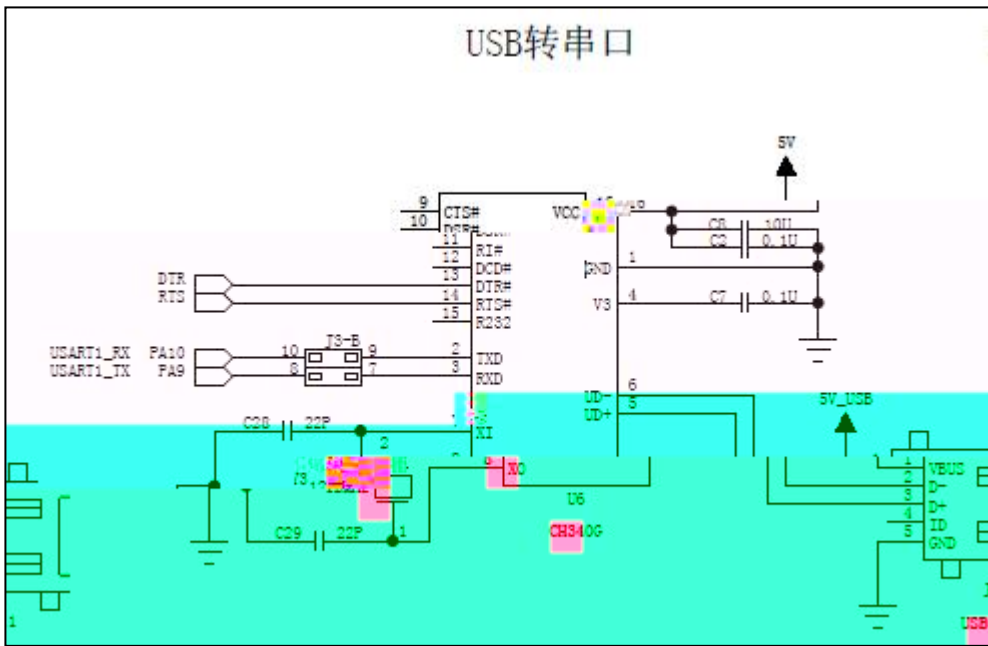 USB转串口
5V
9 CTS# VCC
10
C2 0.1U
11 RI#
12 DCD# GND 1
DTR 13 DTR#
RTS 14 RTS# V3 4 C7 0.1U
15 R232
J3-B
USART1_RX PA10 10 9 2 TXD
USART1_TX PA9 8 7 3 RXD
UD- 6
UD+ 5
5V_USB
C28 22P XI
2
XO
1 VBUS
2 D-
3 D+
4 ID
5 GND
U6
CH340G
C29 22P 1
1